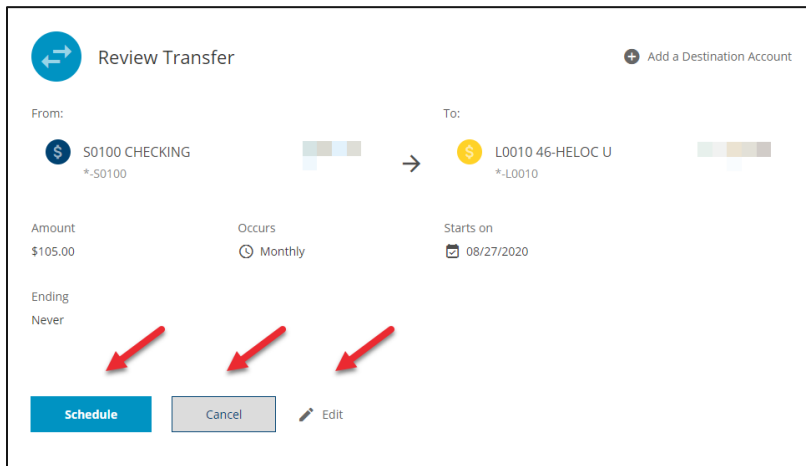 Review Transfer
Add a Destination Account
From:
To:
S0100 CHECKING
*-S0100
L0010 46-HELOC U
*-L0010
Amount
Occurs
Starts on
$105.00
Monthly
08/27/2020
Ending
Never
Schedule
Cancel
Edit